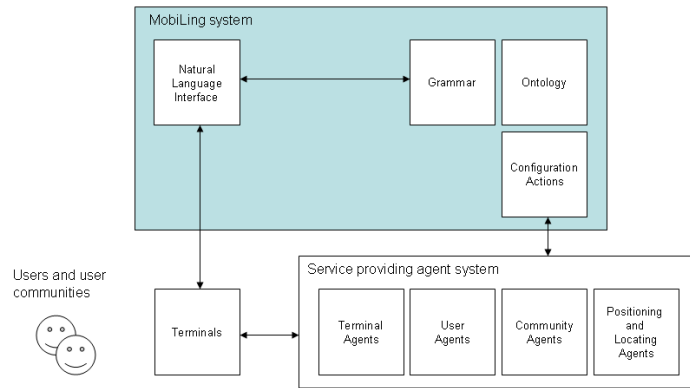 MobiLing system
Natural
Language
Interface
Grammar
Ontology
Configuration
Actions
Users and user
communities
Terminals
Service providing agent system
Terminal
Agents
User
Agents
Community
Agents
Positioning
and
Locating
Agents